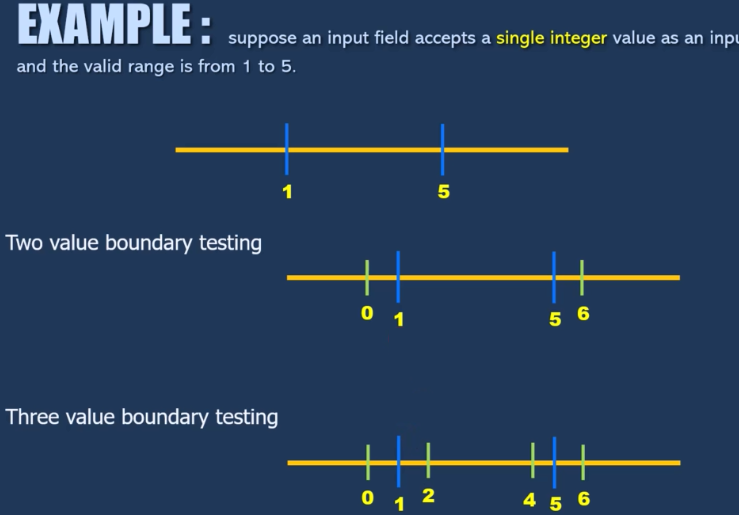 EXAMPLE : suppose an input field accepts a single integer value as an
and the valid range is from 1 to 5.
1 5
Two value boundary testing
0 1 5 6
Three value boundary testing
0 1 2 4 5 6